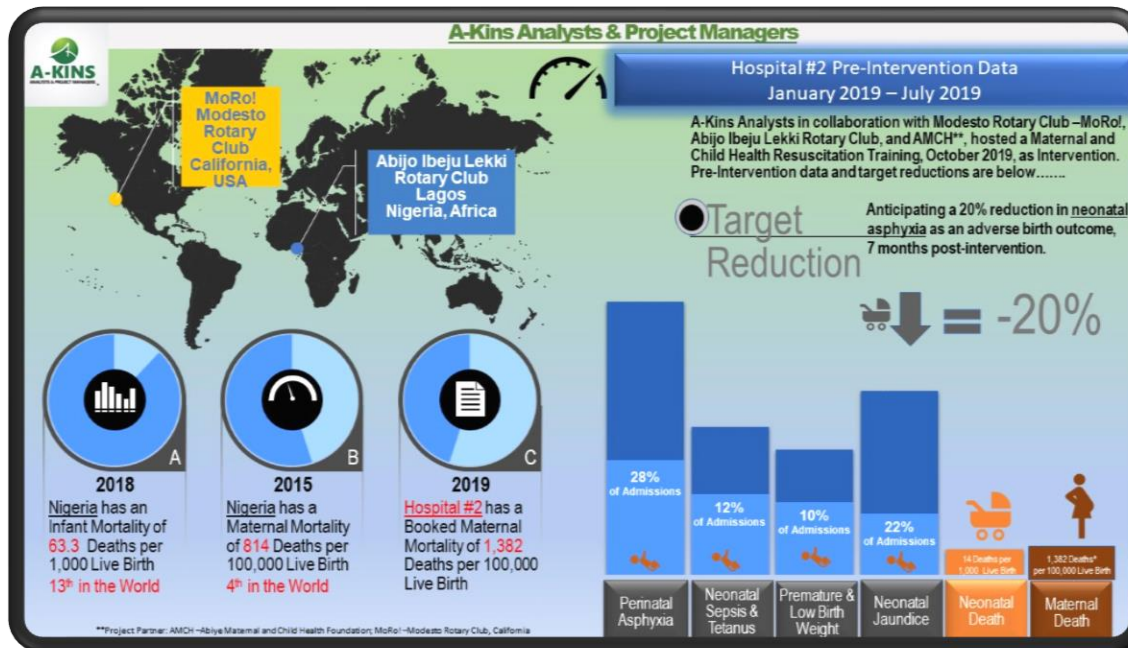 A-Kins Analysts & Project Managers
A-KINS
ANALYSTS & PROJECT MANAGERS
MoRo!
Modesto
Rotary
Club
California,
USA
Abijo Ibeju Lekki
Rotary Club
Lagos
Nigeria, Africa
Hospital #2 Pre-Intervention Data
January 2019 – July 2019
A-Kins Analysts in collaboration with Modesto Rotary Club –MoRo!,
Abijo Ibeju Lekki Rotary Club, and AMCH**, hosted a Maternal and
Child Health Resuscitation Training, October 2019, as Intervention.
Pre-Intervention data and target reductions are below…….
Target
Reduction
Anticipating a 20% reduction in neonatal
asphyxia as an adverse birth outcome,
7 months post-intervention.
= -20%
A
2018
Nigeria has an
Infant Mortality of
63.3 Deaths per
1,000 Live Birth
13th in the World
B
2015
Nigeria has a
Maternal Mortality
of 814 Deaths per
100,000 Live Birth
4th in the World
C
2019
Hospital #2 has a
Booked Maternal
Mortality of 1,382
Deaths per 100,000
Live Birth
28%
of Admissions
12%
of Admissions
10%
of Admissions
22%
of Admissions
14 Deaths per
1,000 Live Birth
1,382 Deaths*
per 100,000 Live Birth
Perinatal
Asphyxia
Neonatal
Sepsis &
Tetanus
Premature &
Low Birth
Weight
Neonatal
Jaundice
Neonatal
Death
Maternal
Death
**Project Partner: AMCH –Abiye Maternal and Child Health Foundation; MoRo! –Modesto Rotary Club, California